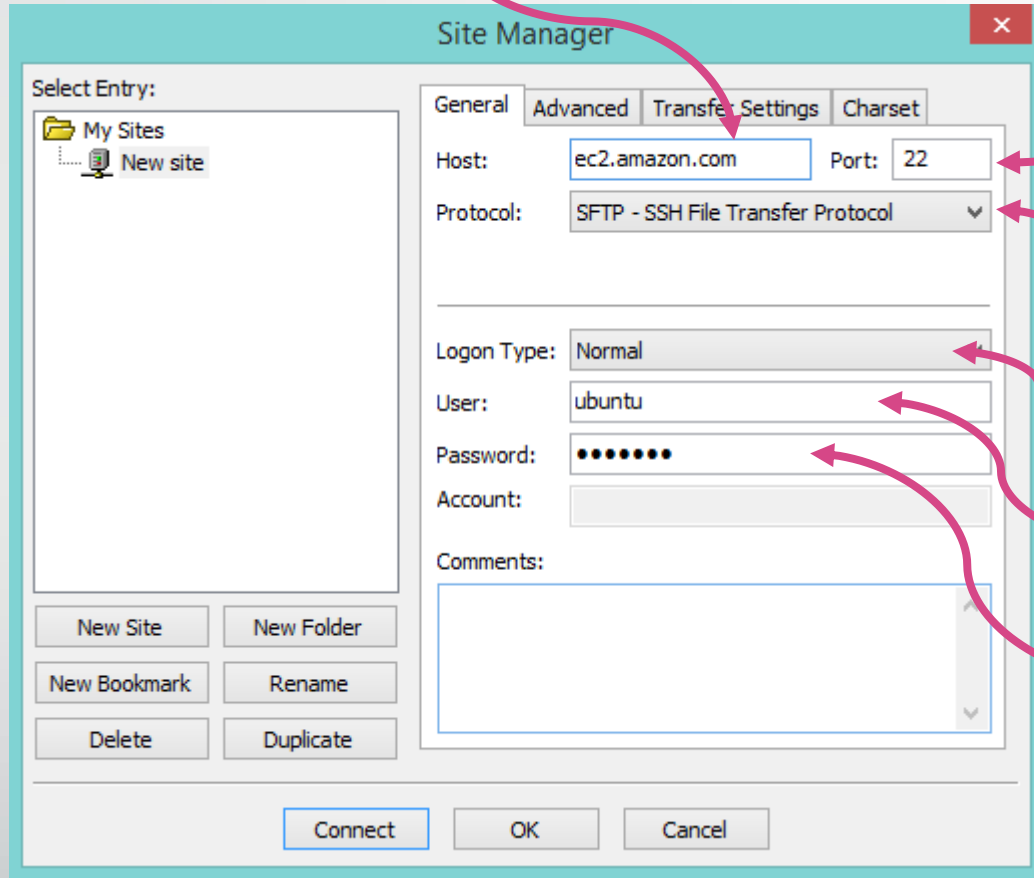 Site Manager
Select Entry:
My Sites
New site
General Advanced Transfer Settings Charset
Host: ec2.amazon.com Port: 22
Protocol: SFTP - SSH File Transfer Protocol
Logon Type: Normal
User: ubuntu
Password: •••••••
Account:
Comments:
New Site New Folder
New Bookmark Rename
Delete Duplicate
Connect OK Cancel